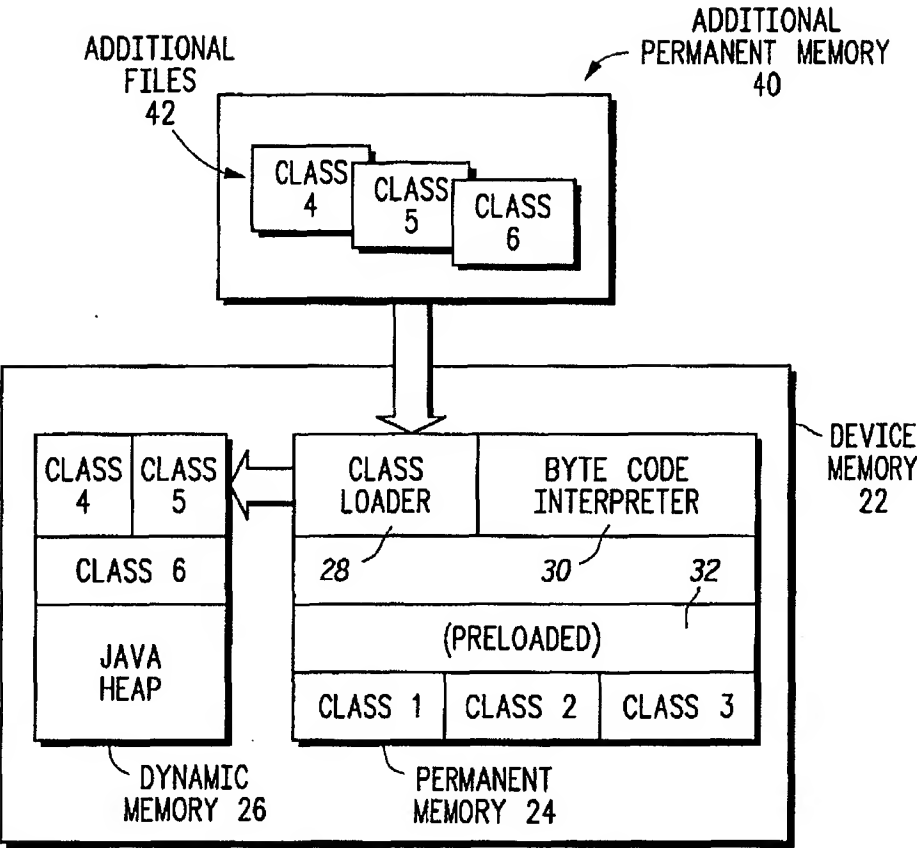 ADDITIONAL
PERMANENT MEMORY
40
ADDITIONAL
FILES
42
CLASS
4
CLASS
5
CLASS
6
DEVICE
MEMORY
22
CLASS
4
CLASS
5
CLASS 6
JAVA
HEAP
CLASS
LOADER
BYTE CODE
INTERPRETER
28
30
32
(PRELOADED)
CLASS 1
CLASS 2
CLASS 3
DYNAMIC
MEMORY 26
PERMANENT
MEMORY 24